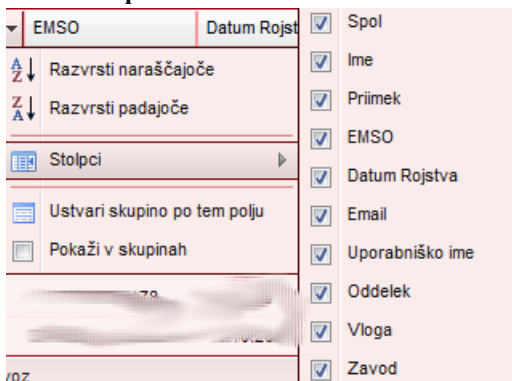 EMSO
Datum Rojst
Razvrsti naraščajoče
Razvrsti padajoče
Stolpci
Ustvari skupino po tem polju
Pokaži v skupinah
Spol
Ime
Priimek
EMSO
Datum Rojstva
Email
Uporabniško ime
Oddelek
Vloga
Zavod